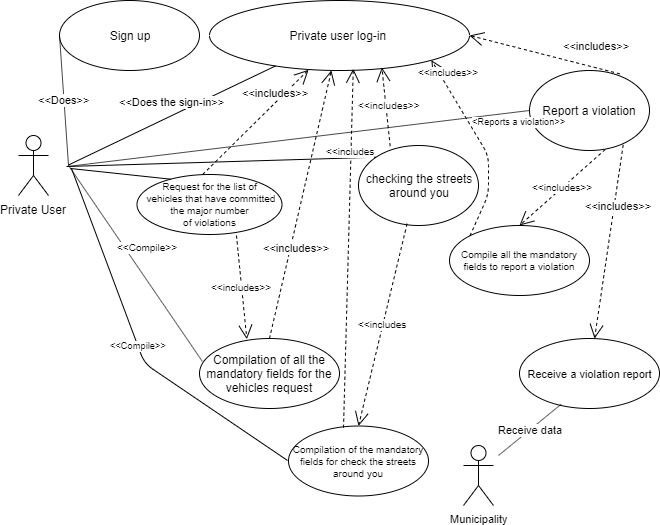 Sign up
Private user log-in
<<includes>>
<<includes>>
<<Does>>
<<Does the sign-in>>
<<includes>>
<<includes>>
Report a violation
<<Reports a violation>>
<<includes
Private User
Request for the list of
vehicles that have committed
the major number
of violations
checking the streets
around you
<<includes>>
<<includes>>
<<Compile>>
<<includes>>
Compile all the mandatory
fields to report a violation
<<includes>>
<<includes
<<Compile>>
Compilation of all the
mandatory fields for the
vehicles request
Receive a violation report
Receive data
Compilation of the mandatory
fields for check the streets
around you
Municipality